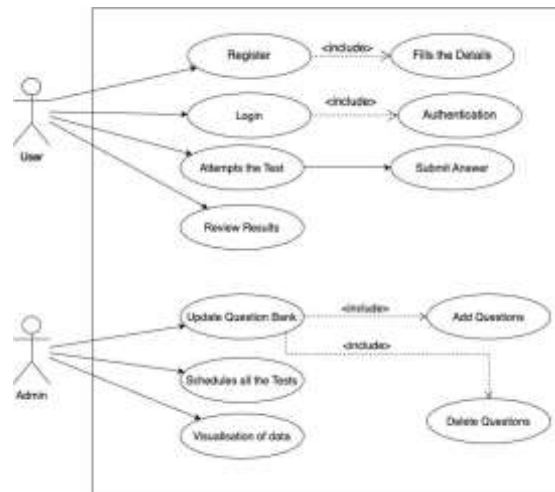 Register
<include>
Fills the Details
Login
<include>
Authentication
User
Attempts the Test
Submit Answer
Review Results
Update Question Bank
<include>
Add Questions
<include>
Admin
Schedules all the Tests
Delete Questions
Visualisation of data